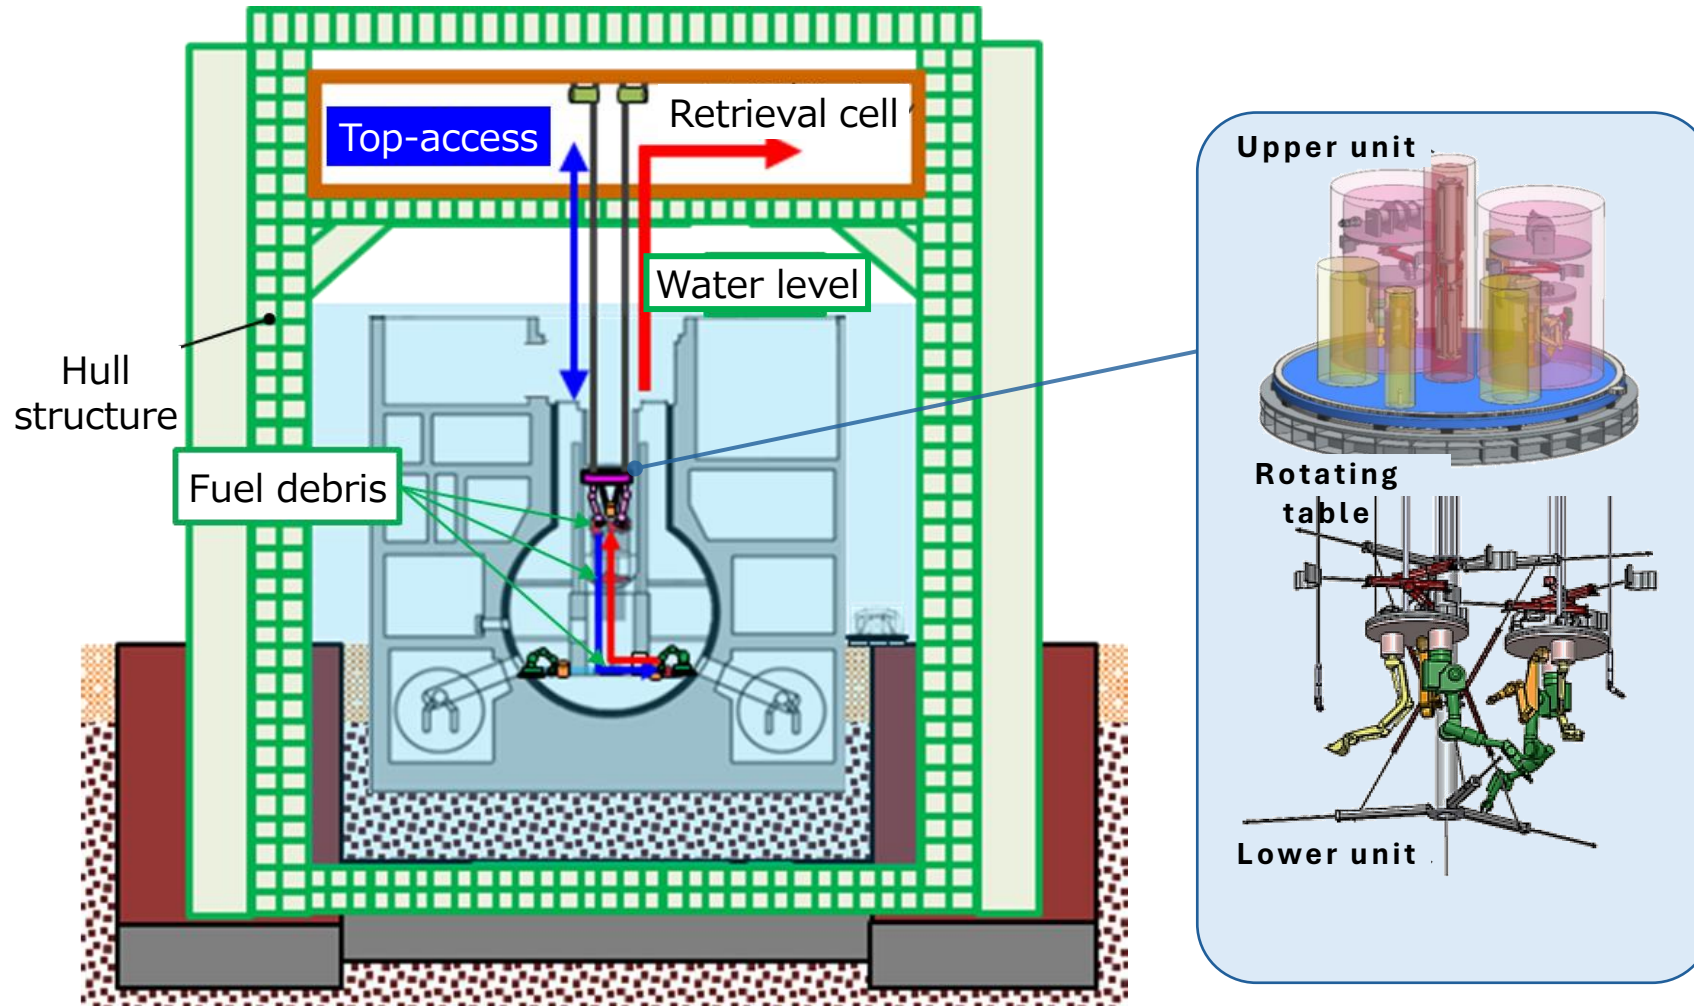 Top-access
Retrieval cell
Water level
Hull
structure
Fuel debris
Upper unit
Rotating
table
Lower unit